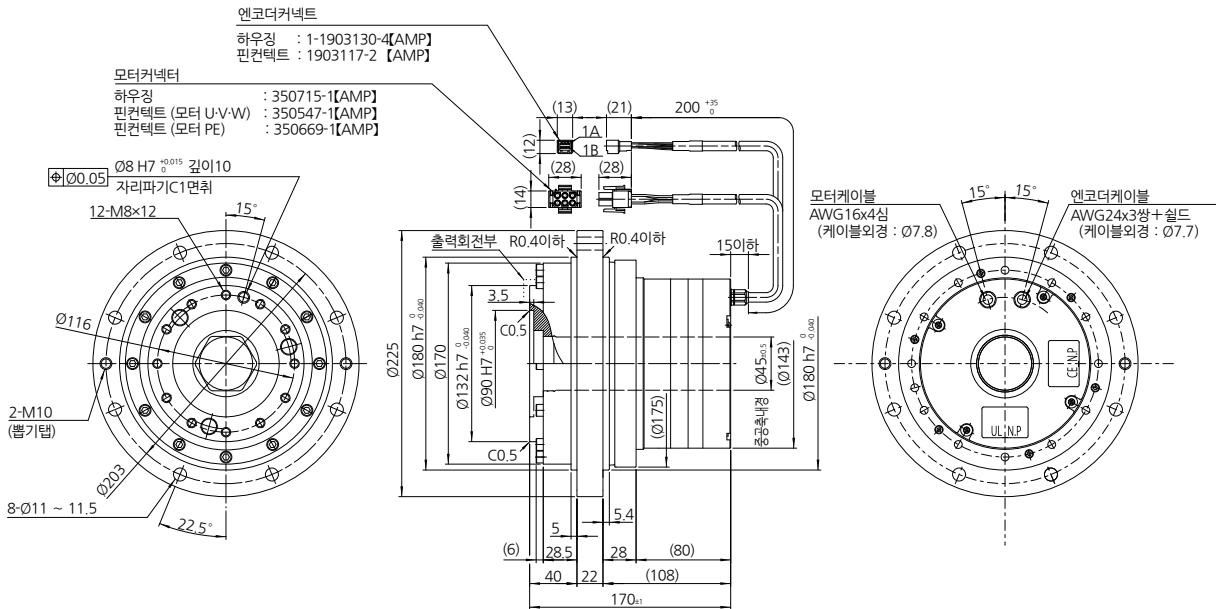 엔코더커넥트
하우징 : 1-1903130-4【AMP】
핀컨텍트 : 1903117-2 【AMP】
모터커넥터
하우징 : 350715-1【AMP】
핀컨텍트 (모터 U·V·W) : 350547-1【AMP】
핀컨텍트 (모터 PE) : 350669-1【AMP】
(13)
(21)
200 +35 0
(12)
1A
1B
(28)
(28)
(14)
Ø8 H7 +0.015 0 깊이10
⌖ Ø0.05
자리파기C1면취
12-M8×12
15°
Ø116
2-M10
(뽑기탭)
Ø203
8-Ø11 ~ 11.5
22.5°
출력회전부
R0.4이하
R0.4이하
15이하
3.5
C0.5
Ø225
Ø180 h7 0 -0.040
Ø170
Ø132 h7 0 -0.040
Ø90 H7 +0.035 0
C0.5
(Ø175)
Ø45±0.5
중공축내경
(Ø143)
Ø180 h7 0 -0.040
5
5.4
(6)
28.5
28
(80)
40
22
(108)
170±1
모터케이블
AWG16x4심
(케이블외경 : Ø7.8)
15°
15°
엔코더케이블
AWG24x3쌍+쉴드
(케이블외경 : Ø7.7)
CE N.P
UL N.P